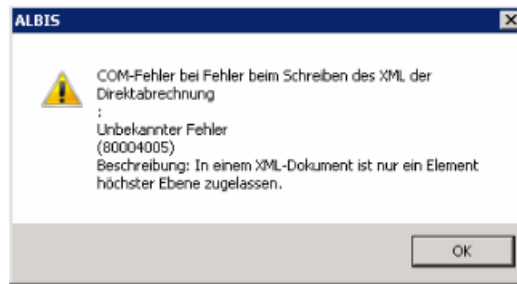 ALBIS
COM-Fehler bei Fehler beim Schreiben des XML der
Direktabrechnung
:
Unbekannter Fehler
(80004005)
Beschreibung: In einem XML-Dokument ist nur ein Element
höchster Ebene zugelassen.
OK